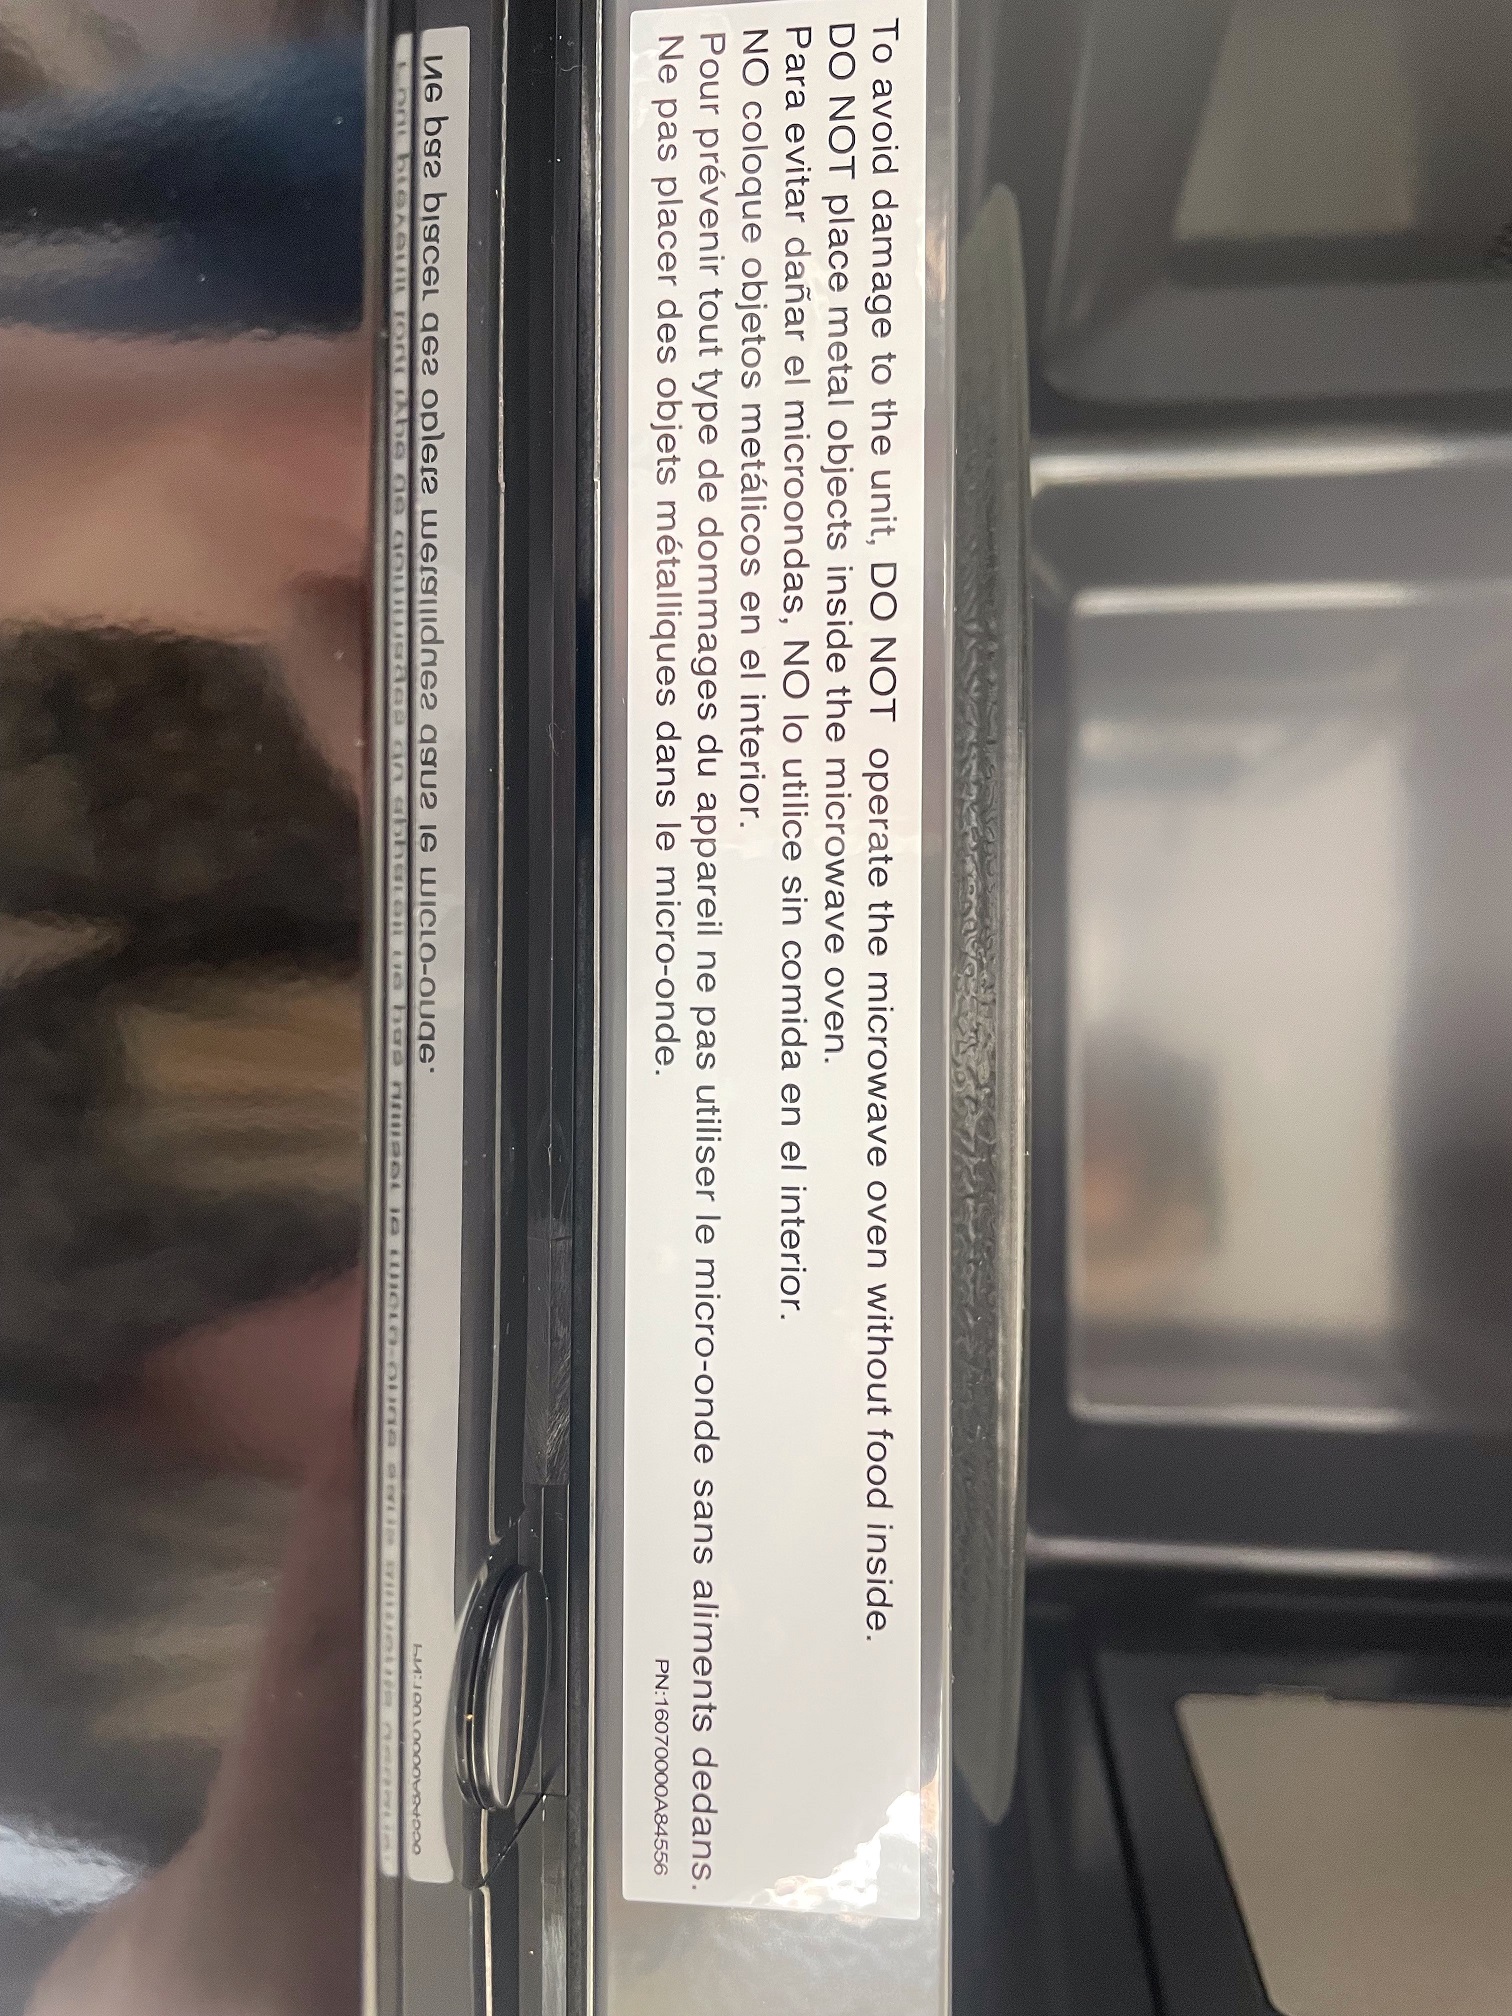 To avoid damage to the unit, DO NOT operate the microwave oven without food inside.
DO NOT place metal objects inside the microwave oven.
Para evitar dañar el microondas, NO lo utilice sin comida en el interior.
NO coloque objetos metálicos en el interior.
Pour prévenir tout type de dommages du appareil ne pas utiliser le micro-onde sans aliments dedans.
Ne pas placer des objets métalliques dans le micro-onde.
PN:16070000A84556